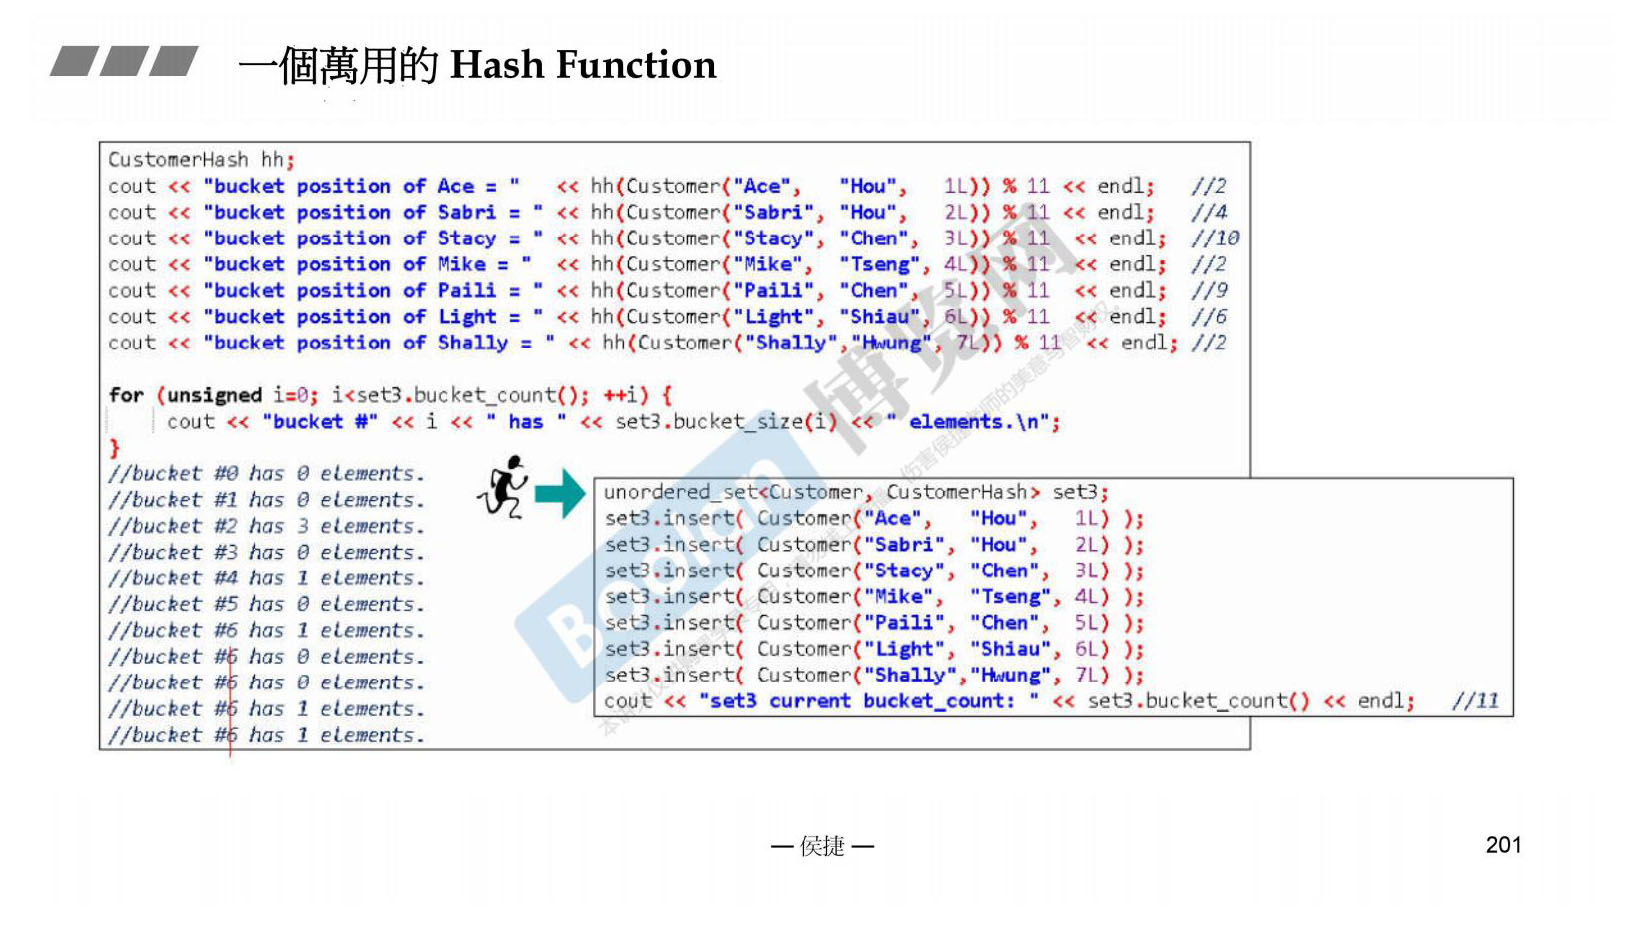 一個萬用的 Hash Function
CustomerHash hh;
cout << "bucket position of Ace = " << hh(Customer("Ace", "Hou", 1L)) % 11 << endl; //2
cout << "bucket position of Sabri = " << hh(Customer("Sabri", "Hou", 2L)) % 11 << endl; //4
cout << "bucket position of Stacy = " << hh(Customer("Stacy", "Chen", 3L)) % 11 << endl; //10
cout << "bucket position of Mike = " << hh(Customer("Mike", "Tseng", 4L)) % 11 << endl; //2
cout << "bucket position of Paili = " << hh(Customer("Paili", "Chen", 5L)) % 11 << endl; //9
cout << "bucket position of Light = " << hh(Customer("Light", "Shiau", 6L)) % 11 << endl; //6
cout << "bucket position of Shally = " << hh(Customer("Shally","Hwung", 7L)) % 11 << endl; //2
for (unsigned i=0; i<set3.bucket_count(); ++i) {
cout << "bucket #" << i << " has " << set3.bucket_size(i) << " elements.\n";
}
//bucket #0 has 0 elements.
//bucket #1 has 0 elements.
//bucket #2 has 3 elements.
//bucket #3 has 0 elements.
//bucket #4 has 1 elements.
//bucket #5 has 0 elements.
//bucket #6 has 1 elements.
//bucket #6 has 0 elements.
//bucket #6 has 0 elements.
//bucket #6 has 1 elements.
//bucket #6 has 1 elements.
unordered_set<Customer, CustomerHash> set3;
set3.insert( Customer("Ace", "Hou", 1L) );
set3.insert( Customer("Sabri", "Hou", 2L) );
set3.insert( Customer("Stacy", "Chen", 3L) );
set3.insert( Customer("Mike", "Tseng", 4L) );
set3.insert( Customer("Paili", "Chen", 5L) );
set3.insert( Customer("Light", "Shiau", 6L) );
set3.insert( Customer("Shally","Hwung", 7L) );
cout << "set3 current bucket_count: " << set3.bucket_count() << endl; //11
Boolan 博览网
— 侯捷 —
201